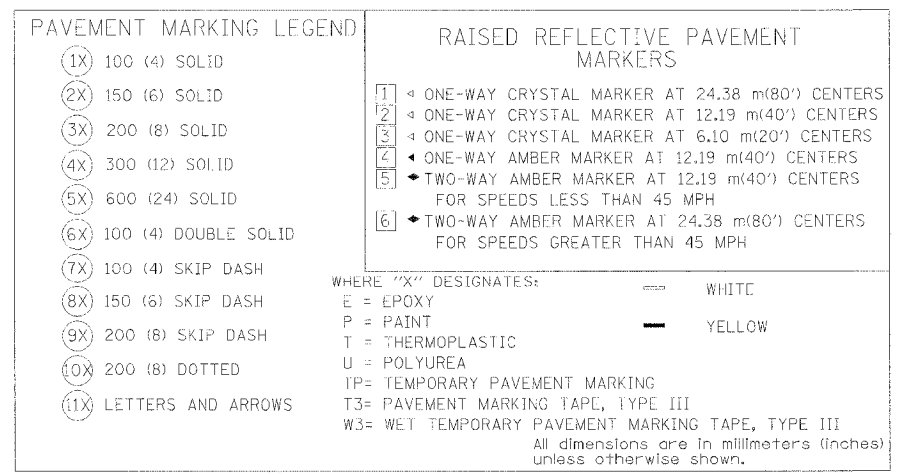 PAVEMENT MARKING LEGEND
1X 100 (4) SOLID
2X 150 (6) SOLID
3X 200 (8) SOLID
4X 300 (12) SOLID
5X 600 (24) SOLID
6X 100 (4) DOUBLE SOLID
7X 100 (4) SKIP DASH
8X 150 (6) SKIP DASH
9X 200 (8) SKIP DASH
10X 200 (8) DOTTED
11X LETTERS AND ARROWS
RAISED REFLECTIVE PAVEMENT
MARKERS
1 ONE-WAY CRYSTAL MARKER AT 24.38 m(80') CENTERS
2 ONE-WAY CRYSTAL MARKER AT 12.19 m(40') CENTERS
3 ONE-WAY CRYSTAL MARKER AT 6.10 m(20') CENTERS
4 ONE-WAY AMBER MARKER AT 12.19 m(40') CENTERS
5 TWO-WAY AMBER MARKER AT 12.19 m(40') CENTERS
FOR SPEEDS LESS THAN 45 MPH
6 TWO-WAY AMBER MARKER AT 24.38 m(80') CENTERS
FOR SPEEDS GREATER THAN 45 MPH
WHERE "X" DESIGNATES:
E = EPOXY
P = PAINT
T = THERMOPLASTIC
U = POLYUREA
TP= TEMPORARY PAVEMENT MARKING
T3= PAVEMENT MARKING TAPE, TYPE III
W3= WET TEMPORARY PAVEMENT MARKING TAPE, TYPE III
WHITE
YELLOW
All dimensions are in millimeters (inches)
unless otherwise shown.